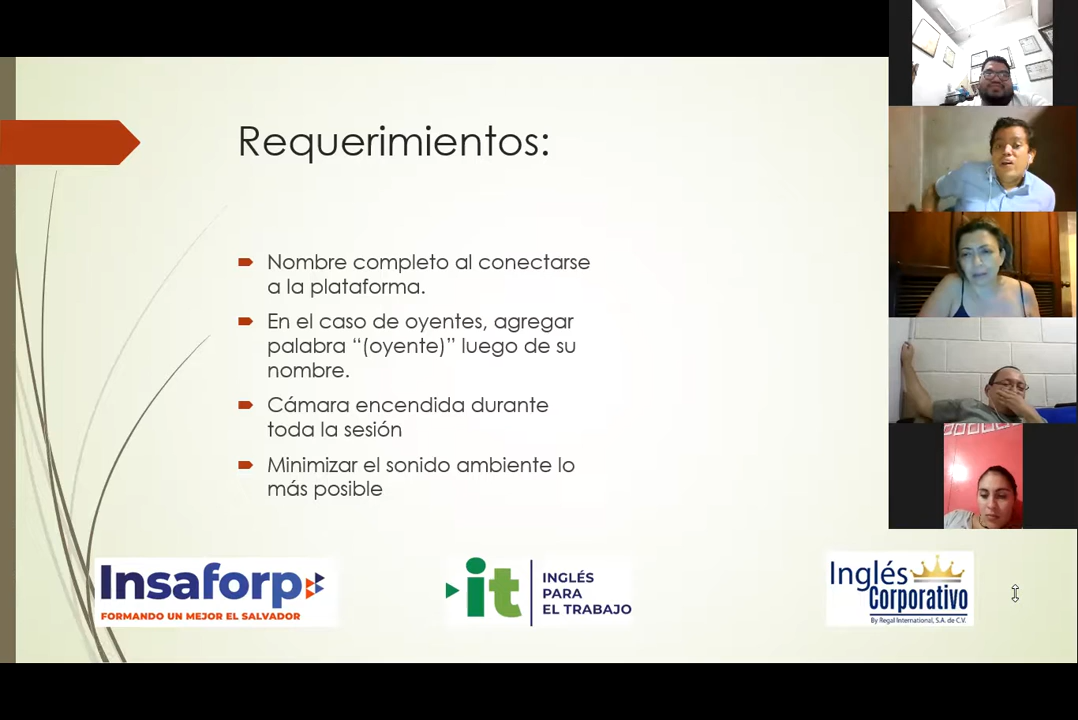 Requerimientos:
Nombre completo al conectarse
a la plataforma.
En el caso de oyentes, agregar
palabra “(oyente)” luego de su
nombre.
Cámara encendida durante
toda la sesión
Minimizar el sonido ambiente lo
más posible
Insaforp
FORMANDO UN MEJOR EL SALVADOR
it
INGLÉS
PARA
EL TRABAJO
Inglés
Corporativo
By Regal International, S.A. de C.V.